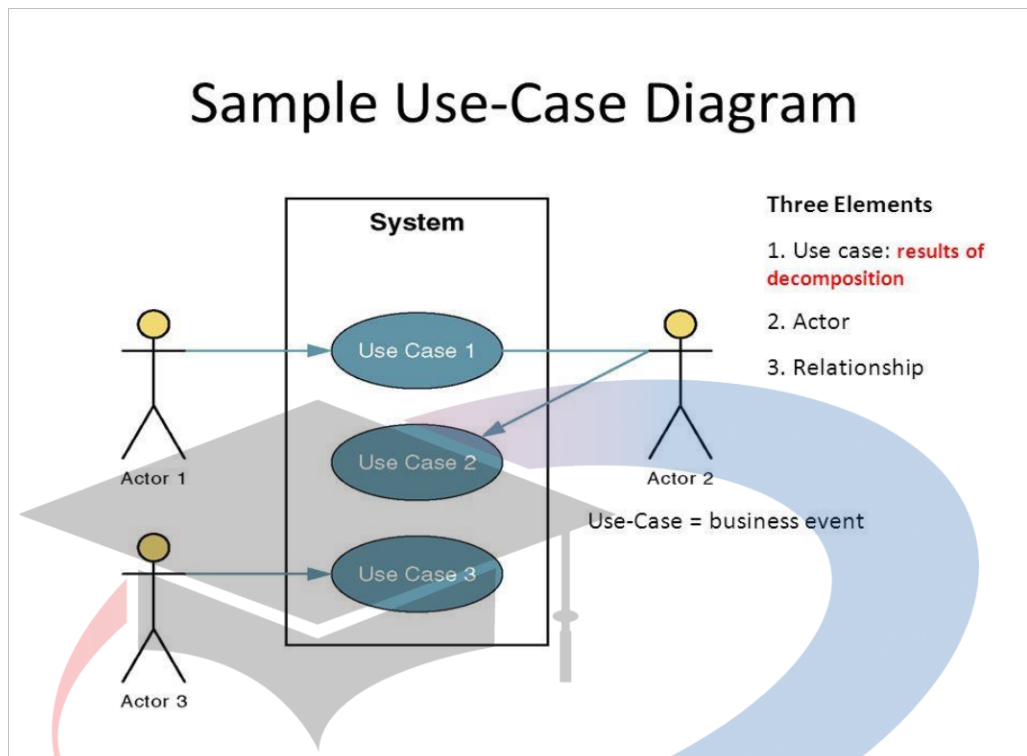 Sample Use-Case Diagram
System
Three Elements
1. Use case: results of
decomposition
2. Actor
3. Relationship
Use Case 1
Use Case 2
Use Case 3
Actor 1
Actor 2
Use-Case = business event
Actor 3